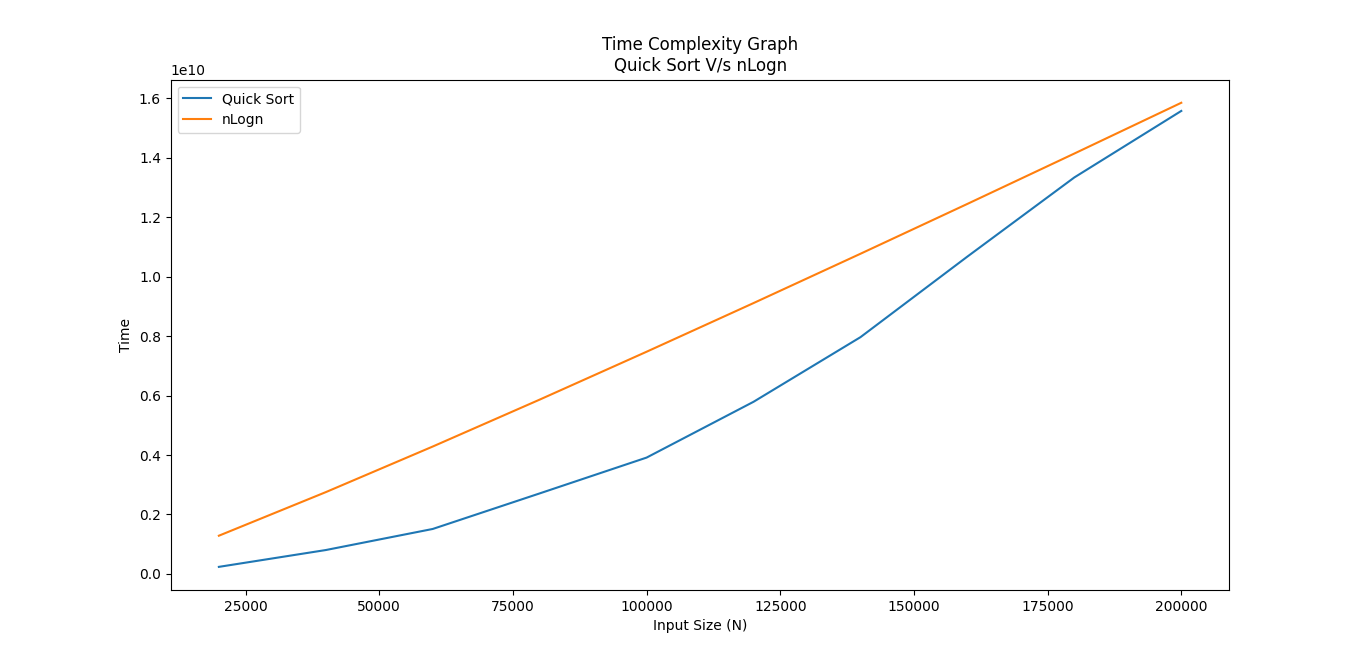 Time Complexity Graph
Quick Sort V/s nLogn
1e10
Quick Sort
nLogn
1.6
1.4
1.2
1.0
0.8
0.6
0.4
0.2
0.0
Time
25000 50000 75000 100000 125000 150000 175000 200000
Input Size (N)